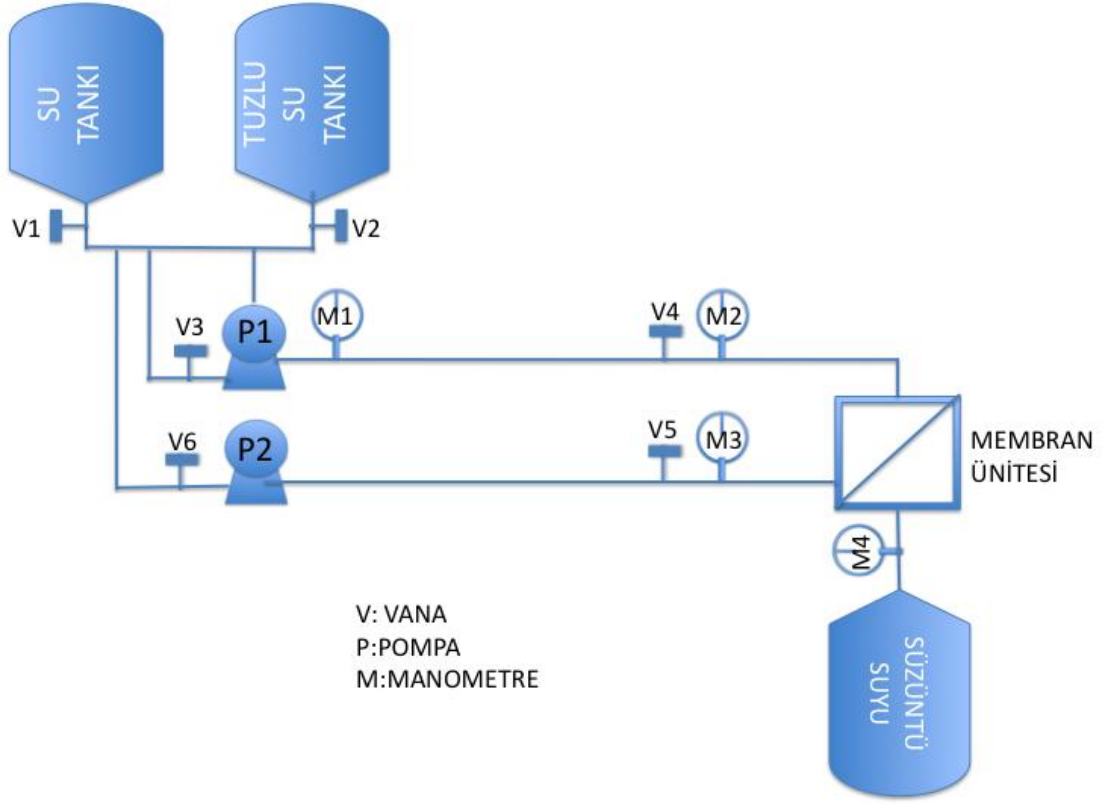 SU
TANKI
TUZLU
SU
TANKI
V1
V2
V3
P1
M1
V4
M2
V6
P2
V5
M3
MEMBRAN
ÜNİTESİ
M4
SÜZÜNTÜ
SUYU
V: VANA
P:POMPA
M:MANOMETRE